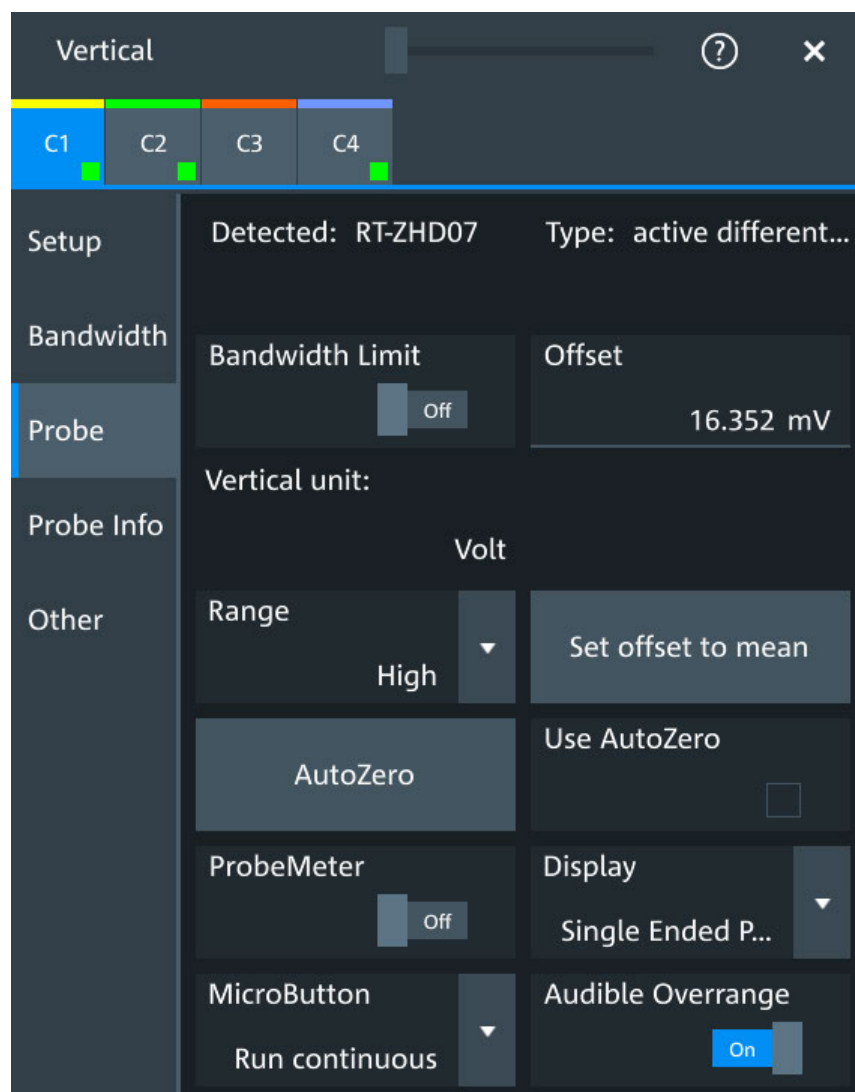 Vertical
?
C1 C2 C3 C4
Setup
Bandwidth
Probe
Probe Info
Other
Detected: RT-ZHD07 Type: active different...
Bandwidth Limit
Off
Offset
16.352 mV
Vertical unit:
Volt
Range
High
Set offset to mean
AutoZero
Use AutoZero
ProbeMeter
Off
Display
Single Ended P...
MicroButton
Run continuous
Audible Overrange
On